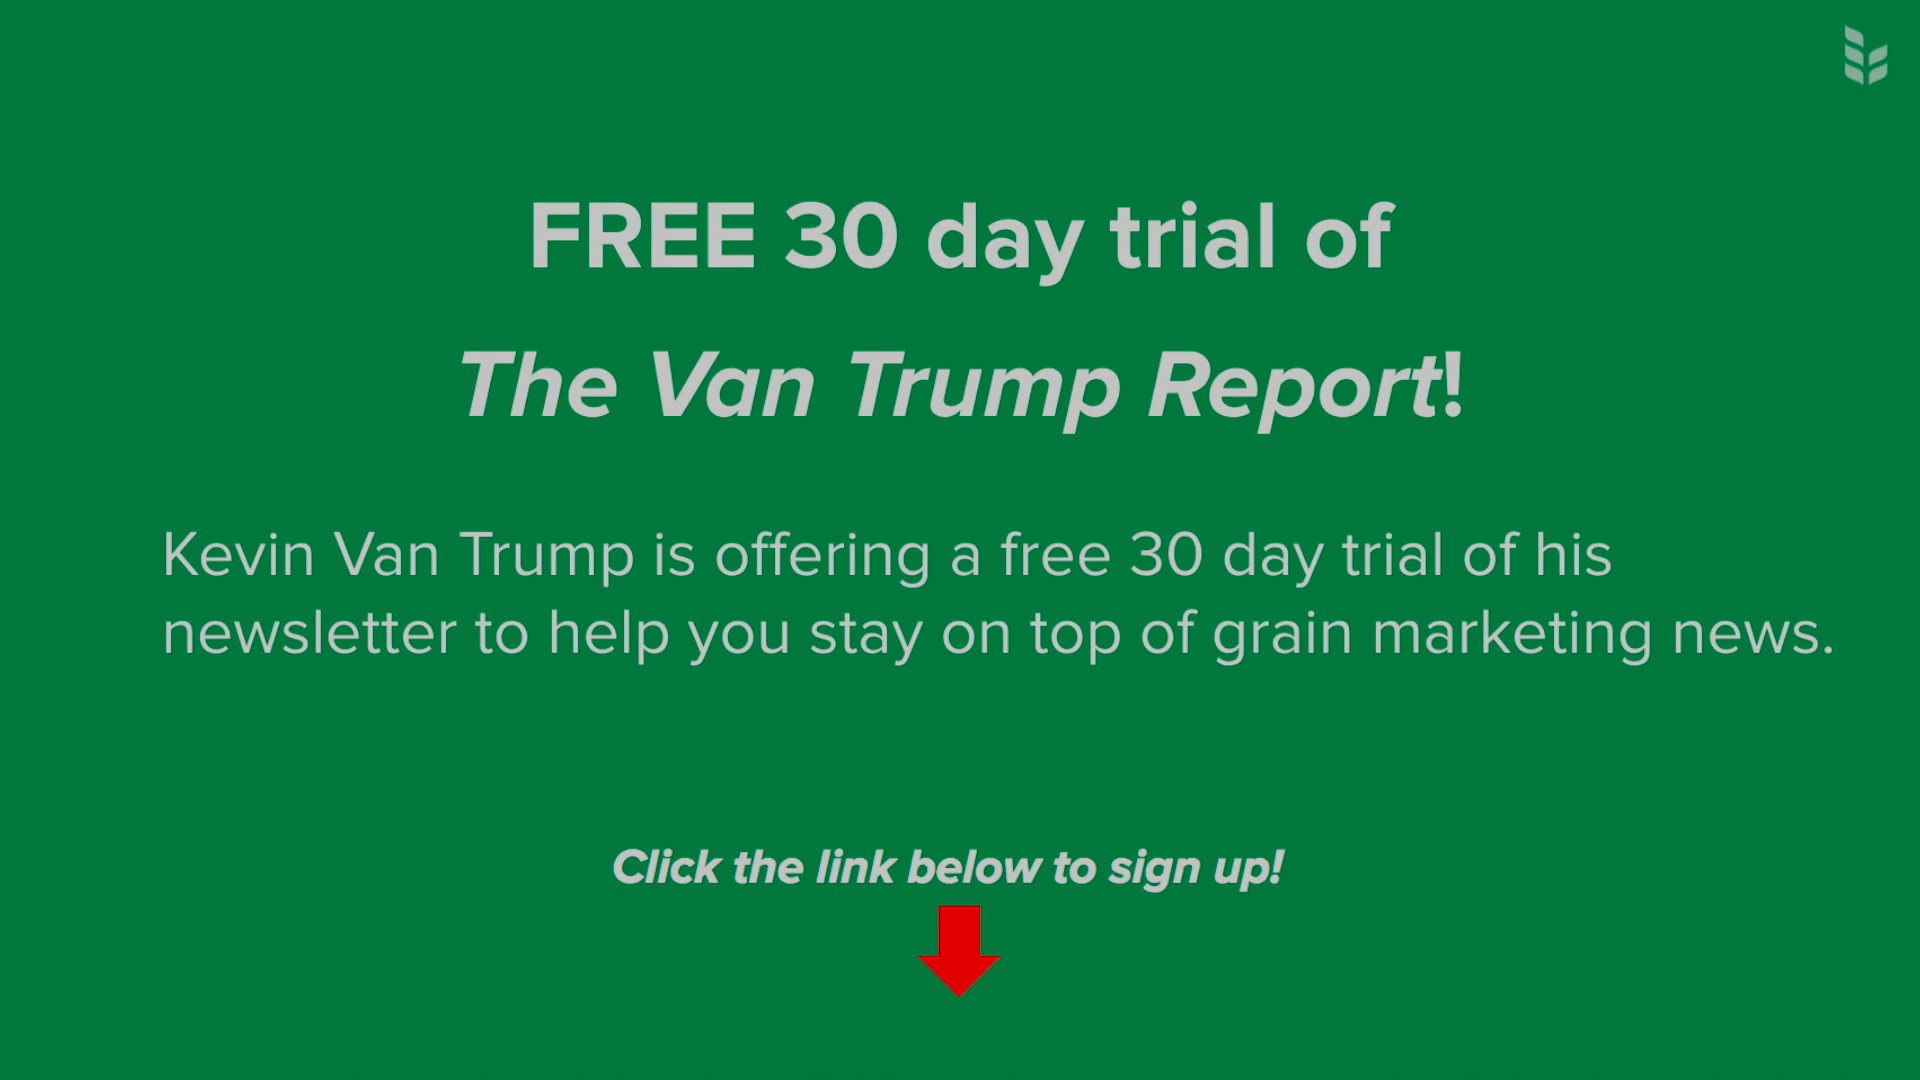 FREE 30 day trial of
The Van Trump Report!
Kevin Van Trump is offering a free 30 day trial of his
newsletter to help you stay on top of grain marketing news.
Click the link below to sign up!